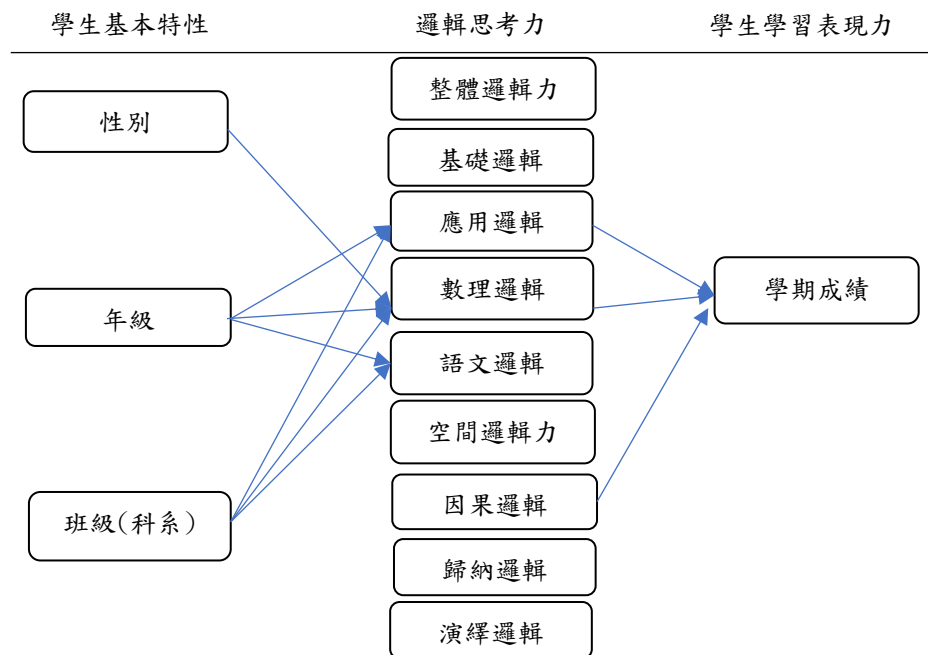 學生基本特性
邏輯思考力
學生學習表現力
性別
年級
班級(科系)
整體邏輯力
基礎邏輯
應用邏輯
數理邏輯
語文邏輯
空間邏輯力
因果邏輯
歸納邏輯
演繹邏輯
學期成績